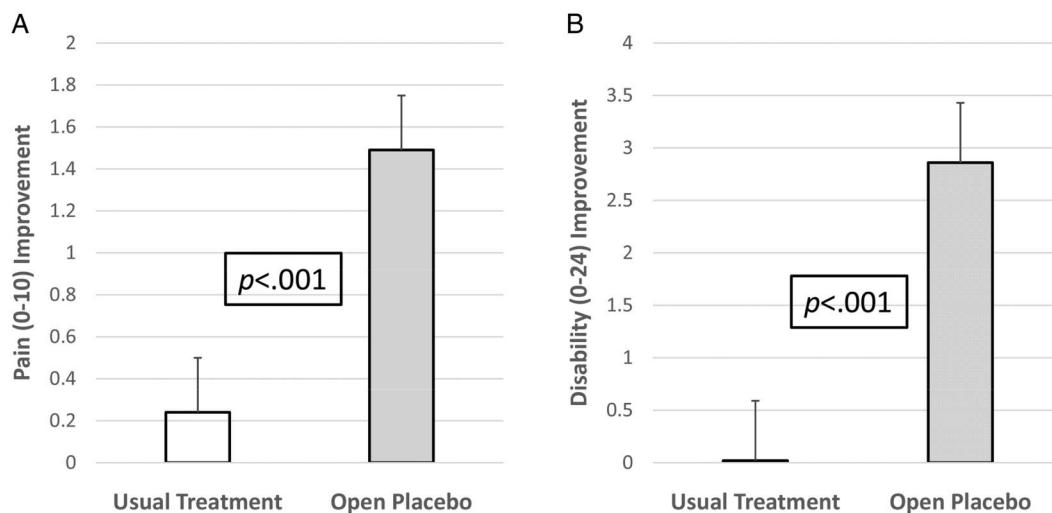 A
Pain (0-10) Improvement
2
1.8
1.6
1.4
1.2
1
0.8
0.6
0.4
0.2
0
p<.001
Usual Treatment
Open Placebo
B
Disability (0-24) Improvement
4
3.5
3
2.5
2
1.5
1
0.5
0
p<.001
Usual Treatment
Open Placebo